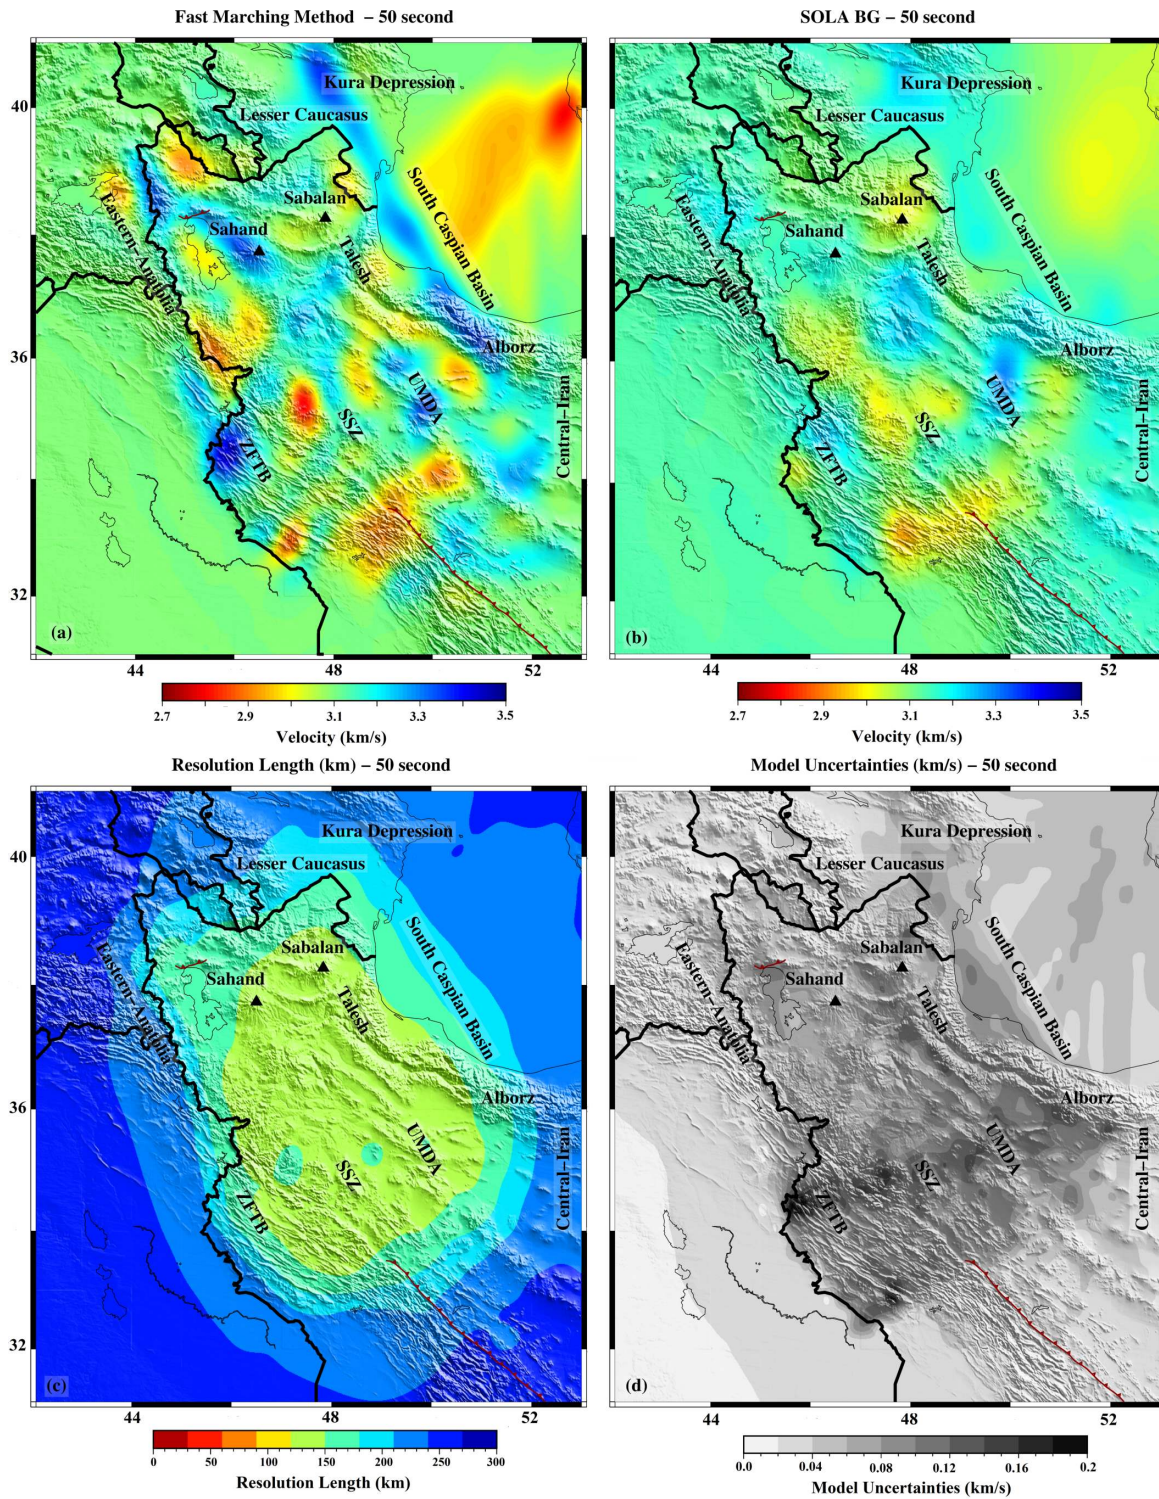 Fast Marching Method – 50 second
SOLA BG – 50 second
Kura Depression
Lesser Caucasus
Sabalan
Sahand
Eastern-Anatolia
Talesh
South Caspian Basin
Alborz
UMDA
SSZ
ZFTB
Central-Iran
40
36
32
(a)
44
48
52
2.7
2.9
3.1
3.3
3.5
Velocity (km/s)
Kura Depression
Lesser Caucasus
Sabalan
Sahand
Eastern-Anatolia
Talesh
South Caspian Basin
Alborz
UMDA
SSZ
ZFTB
Central-Iran
(b)
44
48
52
2.7
2.9
3.1
3.3
3.5
Velocity (km/s)
Resolution Length (km) – 50 second
Model Uncertainties (km/s) – 50 second
Kura Depression
Lesser Caucasus
Sabalan
Sahand
Eastern-Anatolia
Talesh
South Caspian Basin
Alborz
UMDA
SSZ
ZFTB
Central-Iran
40
36
32
(c)
44
48
52
0
50
100
150
200
250
300
Resolution Length (km)
Kura Depression
Lesser Caucasus
Sabalan
Sahand
Eastern-Anatolia
Talesh
South Caspian Basin
Alborz
UMDA
SSZ
ZFTB
Central-Iran
(d)
44
48
52
0.0
0.04
0.08
0.12
0.16
0.2
Model Uncertainties (km/s)